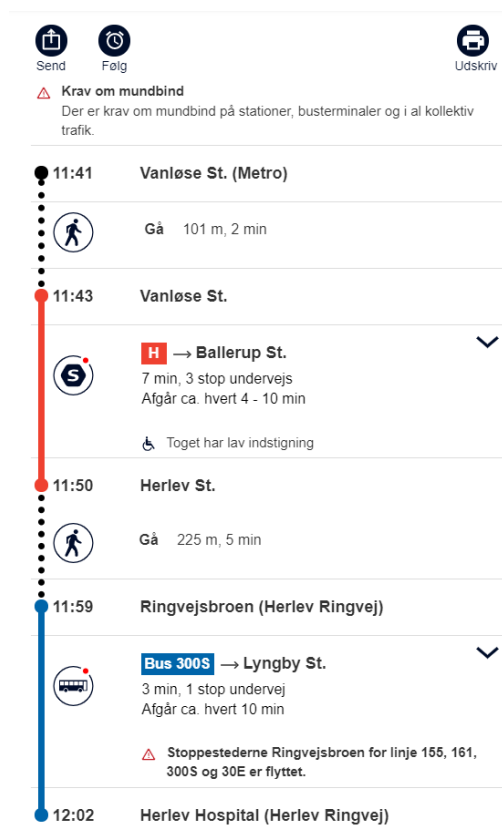 Send Følg Udskriv
Krav om mundbind
Der er krav om mundbind på stationer, busterminaler og i al kollektiv
trafik.
11:41 Vanløse St. (Metro)
Gå 101 m, 2 min
11:43 Vanløse St.
H → Ballerup St.
S
7 min, 3 stop undervejs
Afgår ca. hvert 4 - 10 min
Toget har lav indstigning
11:50 Herlev St.
Gå 225 m, 5 min
11:59 Ringvejsbroen (Herlev Ringvej)
Bus 300S → Lyngby St.
3 min, 1 stop undervej
Afgår ca. hvert 10 min
Stoppestederne Ringvejsbroen for linje 155, 161,
300S og 30E er flyttet.
12:02 Herlev Hospital (Herlev Ringvej)